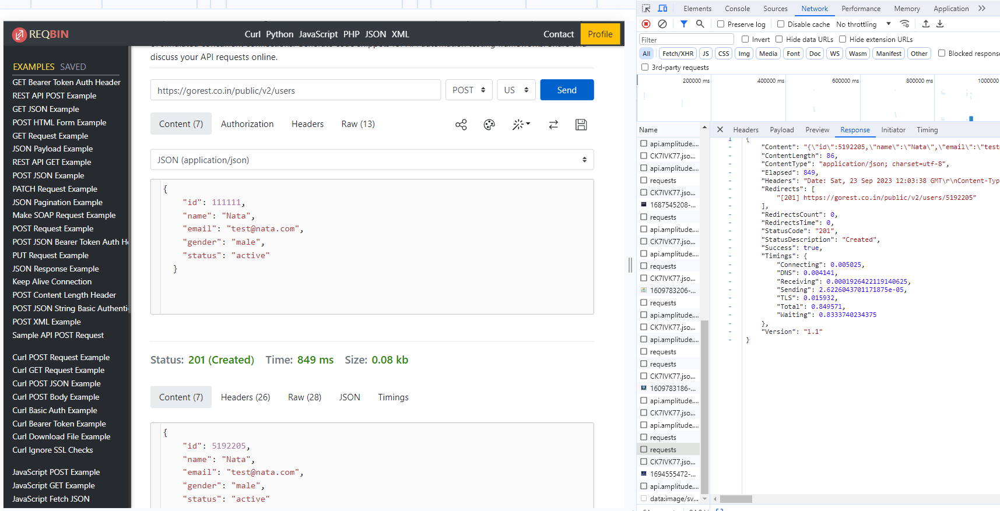 REQBIN
Curl Python JavaScript PHP JSON XML
Contact
Profile
discuss your API requests online.
EXAMPLES SAVED
GET Bearer Token Auth Header
REST API POST Example
GET JSON Example
POST HTML Form Example
GET Request Example
JSON Payload Example
REST API GET Example
POST JSON Example
PATCH Request Example
JSON Pagination Example
Make SOAP Request Example
POST Request Example
POST JSON Bearer Token Auth He
PUT Request Example
JSON Response Example
Keep Alive Connection
POST Content Length Header
POST JSON String Basic Authenti
POST XML Example
Sample API POST Request
Curl POST Request Example
Curl GET Request Example
Curl POST JSON Example
Curl POST Body Example
Curl Basic Auth Example
Curl Bearer Token Example
Curl Download File Example
Curl Ignore SSL Checks
JavaScript POST Example
JavaScript GET Example
JavaScript Fetch JSON
https://gorest.co.in/public/v2/users
POST
US
Send
Content (7) Authorization Headers Raw (13)
JSON (application/json)
{
"id": 111111,
"name": "Nata",
"email": "test@nata.com",
"gender": "male",
"status": "active"
}
Status: 201 (Created) Time: 849 ms Size: 0.08 kb
Content (7) Headers (26) Raw (28) JSON Timings
{
"id": 5192205,
"name": "Nata",
"email": "test@nata.com",
"gender": "male",
"status": "active"
Elements Console Sources Network Performance Memory Application
Preserve log Disable cache No throttling
Filter Invert Hide data URLs Hide extension URLs
All Fetch/XHR JS CSS Img Media Font Doc WS Wasm Manifest Other Blocked response
3rd-party requests
200000 ms 400000 ms 600000 ms 800000 ms 1000000
Name
api.amplitude....
CK7IVK77.jso...
api.amplitude....
requests
CK7IVK77.jso...
1687545208-...
requests
api.amplitude....
CK7IVK77.jso...
api.amplitude....
requests
CK7IVK77.jso...
1609783206-...
requests
api.amplitude....
CK7IVK77.jso...
api.amplitude....
requests
requests
CK7IVK77.jso...
1609783186-...
api.amplitude....
CK7IVK77.jso...
api.amplitude....
requests
requests
CK7IVK77.jso...
1694555472-...
api.amplitude....
data:image/sv...
Headers Payload Preview Response Initiator Timing
1 {
- "Content": "{\"id\":5192205,\"name\":\"Nata\",\"email\":\"test
- "ContentLength": 86,
- "ContentType": "application/json; charset=utf-8",
- "Elapsed": 849,
- "Headers": "Date: Sat, 23 Sep 2023 12:03:38 GMT\r\nContent-Typ
- "Redirects": [
- "[201] https://gorest.co.in/public/v2/users/5192205"
- ],
- "RedirectsCount": 0,
- "RedirectsTime": 0,
- "StatusCode": "201",
- "StatusDescription": "Created",
- "Success": true,
- "Timings": {
- "Connecting": 0.005025,
- "DNS": 0.004141,
- "Receiving": 0.0001926422119140625,
- "Sending": 2.6226043701171875e-05,
- "TLS": 0.015932,
- "Total": 0.849571,
- "Waiting": 0.8333740234375
- },
- "Version": "1.1"
- }